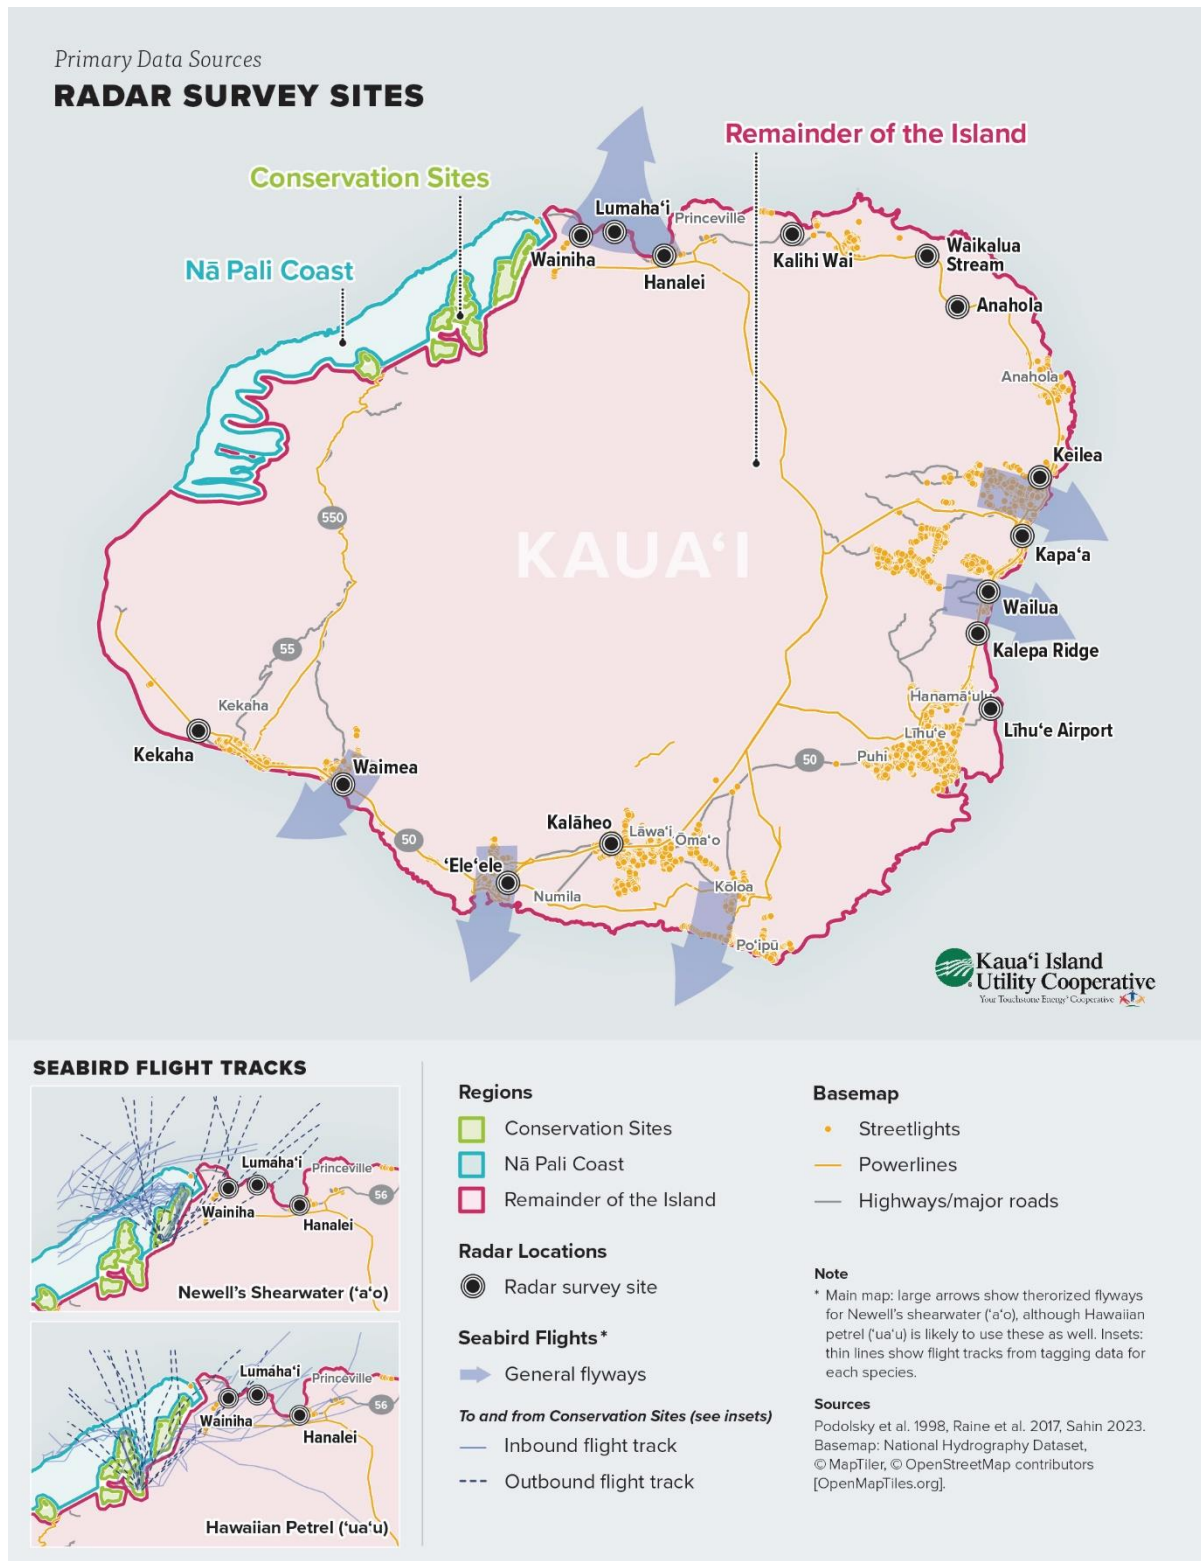 Primary Data Sources
RADAR SURVEY SITES
Remainder of the Island
Conservation Sites
Nā Pali Coast
Lumaha‘i
Princeville
Wainiha
Hanalei
Kalihi Wai
Waikalua
Stream
Anahola
Anahola
Keilea
550
KAUA‘I
Kapa‘a
Wailua
55
Kalepa Ridge
Kekaha
Hanamā‘ulu
Līhu‘e Airport
Līhu‘e
Kekaha
Puhi
50
Waimea
50
Kalāheo
Lāwa‘i
Ōma‘o
‘Ele‘ele
Numila
Kōloa
Po‘ipū
Kaua‘i Island
Utility Cooperative
Your Touchstone Energy® Cooperative
SEABIRD FLIGHT TRACKS
Lumaha‘i
Princeville
56
Wainiha
Hanalei
Newell’s Shearwater (‘a‘o)
Lumaha‘i
Princeville
56
Wainiha
Hanalei
Hawaiian Petrel (‘ua‘u)
Regions
Conservation Sites
Nā Pali Coast
Remainder of the Island
Radar Locations
Radar survey site
Seabird Flights*
General flyways
To and from Conservation Sites (see insets)
Inbound flight track
Outbound flight track
Basemap
Streetlights
Powerlines
Highways/major roads
Note
* Main map: large arrows show therorized flyways
for Newell’s shearwater (‘a‘o), although Hawaiian
petrel (‘ua‘u) is likely to use these as well. Insets:
thin lines show flight tracks from tagging data for
each species.
Sources
Podolsky et al. 1998, Raine et al. 2017, Sahin 2023.
Basemap: National Hydrography Dataset,
© MapTiler, © OpenStreetMap contributors
[OpenMapTiles.org].